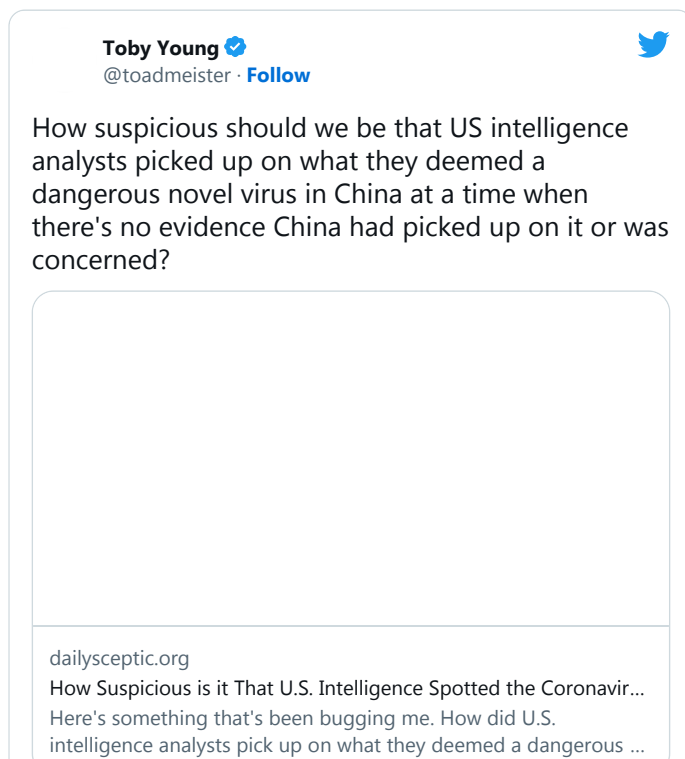 Toby Young
@toadmeister · Follow
How suspicious should we be that US intelligence
analysts picked up on what they deemed a
dangerous novel virus in China at a time when
there's no evidence China had picked up on it or was
concerned?
dailysceptic.org
How Suspicious is it That U.S. Intelligence Spotted the Coronavir...
Here's something that's been bugging me. How did U.S.
intelligence analysts pick up on what they deemed a dangerous ...